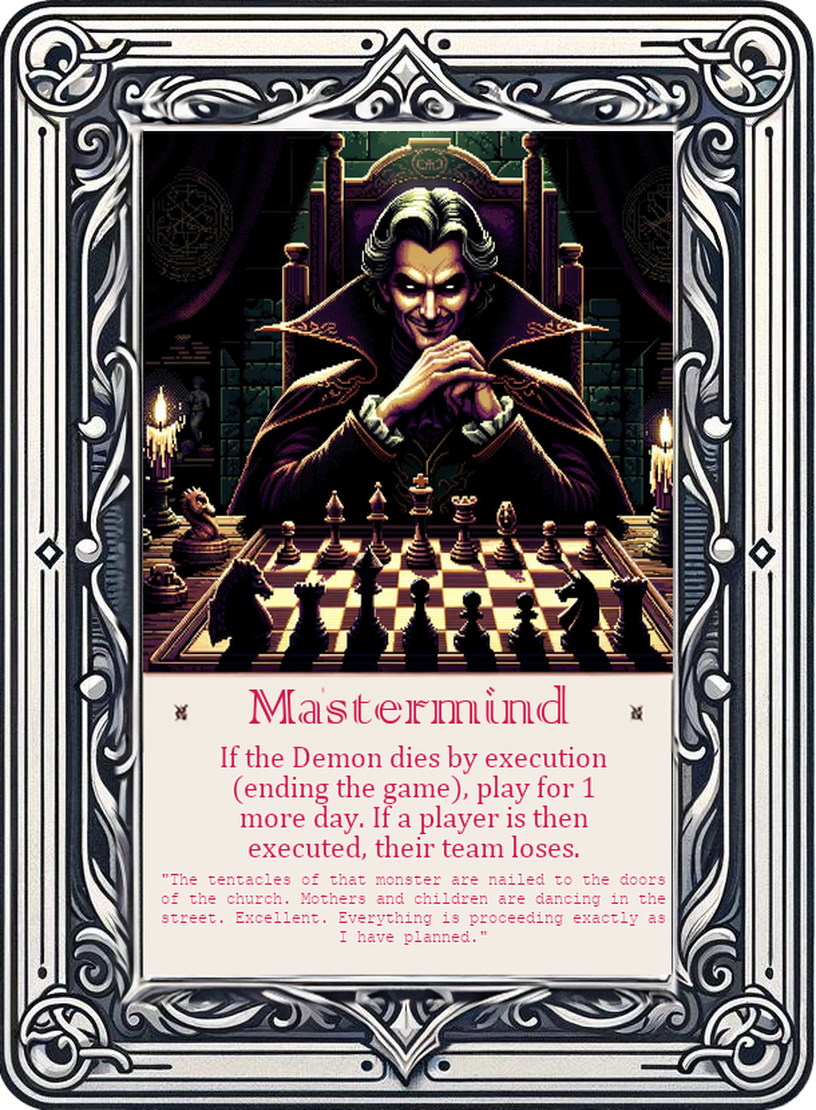 Mastermind
If the Demon dies by execution
(ending the game), play for 1
more day. If a player is then
executed, their team loses.
"The tentacles of that monster are nailed to the doors
of the church. Mothers and children are dancing in the
street. Excellent. Everything is proceeding exactly as
I have planned."